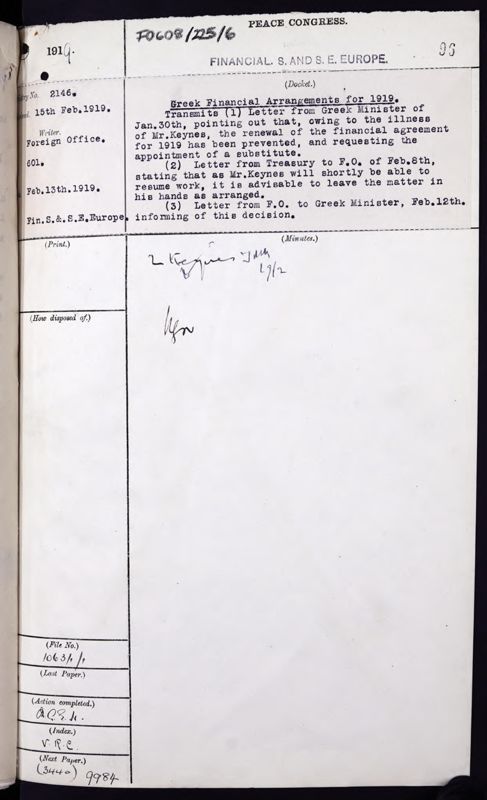 PEACE CONGRESS.
FO608/225/6
1919.
FINANCIAL. S. AND S. E. EUROPE.
96
No. 2146.
15th Feb.1919.
Writer.
Foreign Office.
601.
Feb.13th.1919.
Fin.S.&.S.E.Europe.
(Docket.)
Greek Financial Arrangements for 1919.
Transmits (1) Letter from Greek Minister of
Jan.30th, pointing out that, owing to the illness
of Mr.Keynes, the renewal of the financial agreement
for 1919 has been prevented, and requesting the
appointment of a substitute.
(2) Letter from Treasury to F.O. of Feb.8th,
stating that as Mr.Keynes will shortly be able to
resume work, it is advisable to leave the matter in
his hands as arranged.
(3) Letter from F.O. to Greek Minister, Feb.12th.
informing of this decision.
(Print.)
(Minutes.)
Keynes
19/2
(How disposed of.)
(File No.)
1063/1/1
(Last Paper.)
(Action completed.)
(Index.)
V.R.C.
(Next Paper.)
(3440) 9984